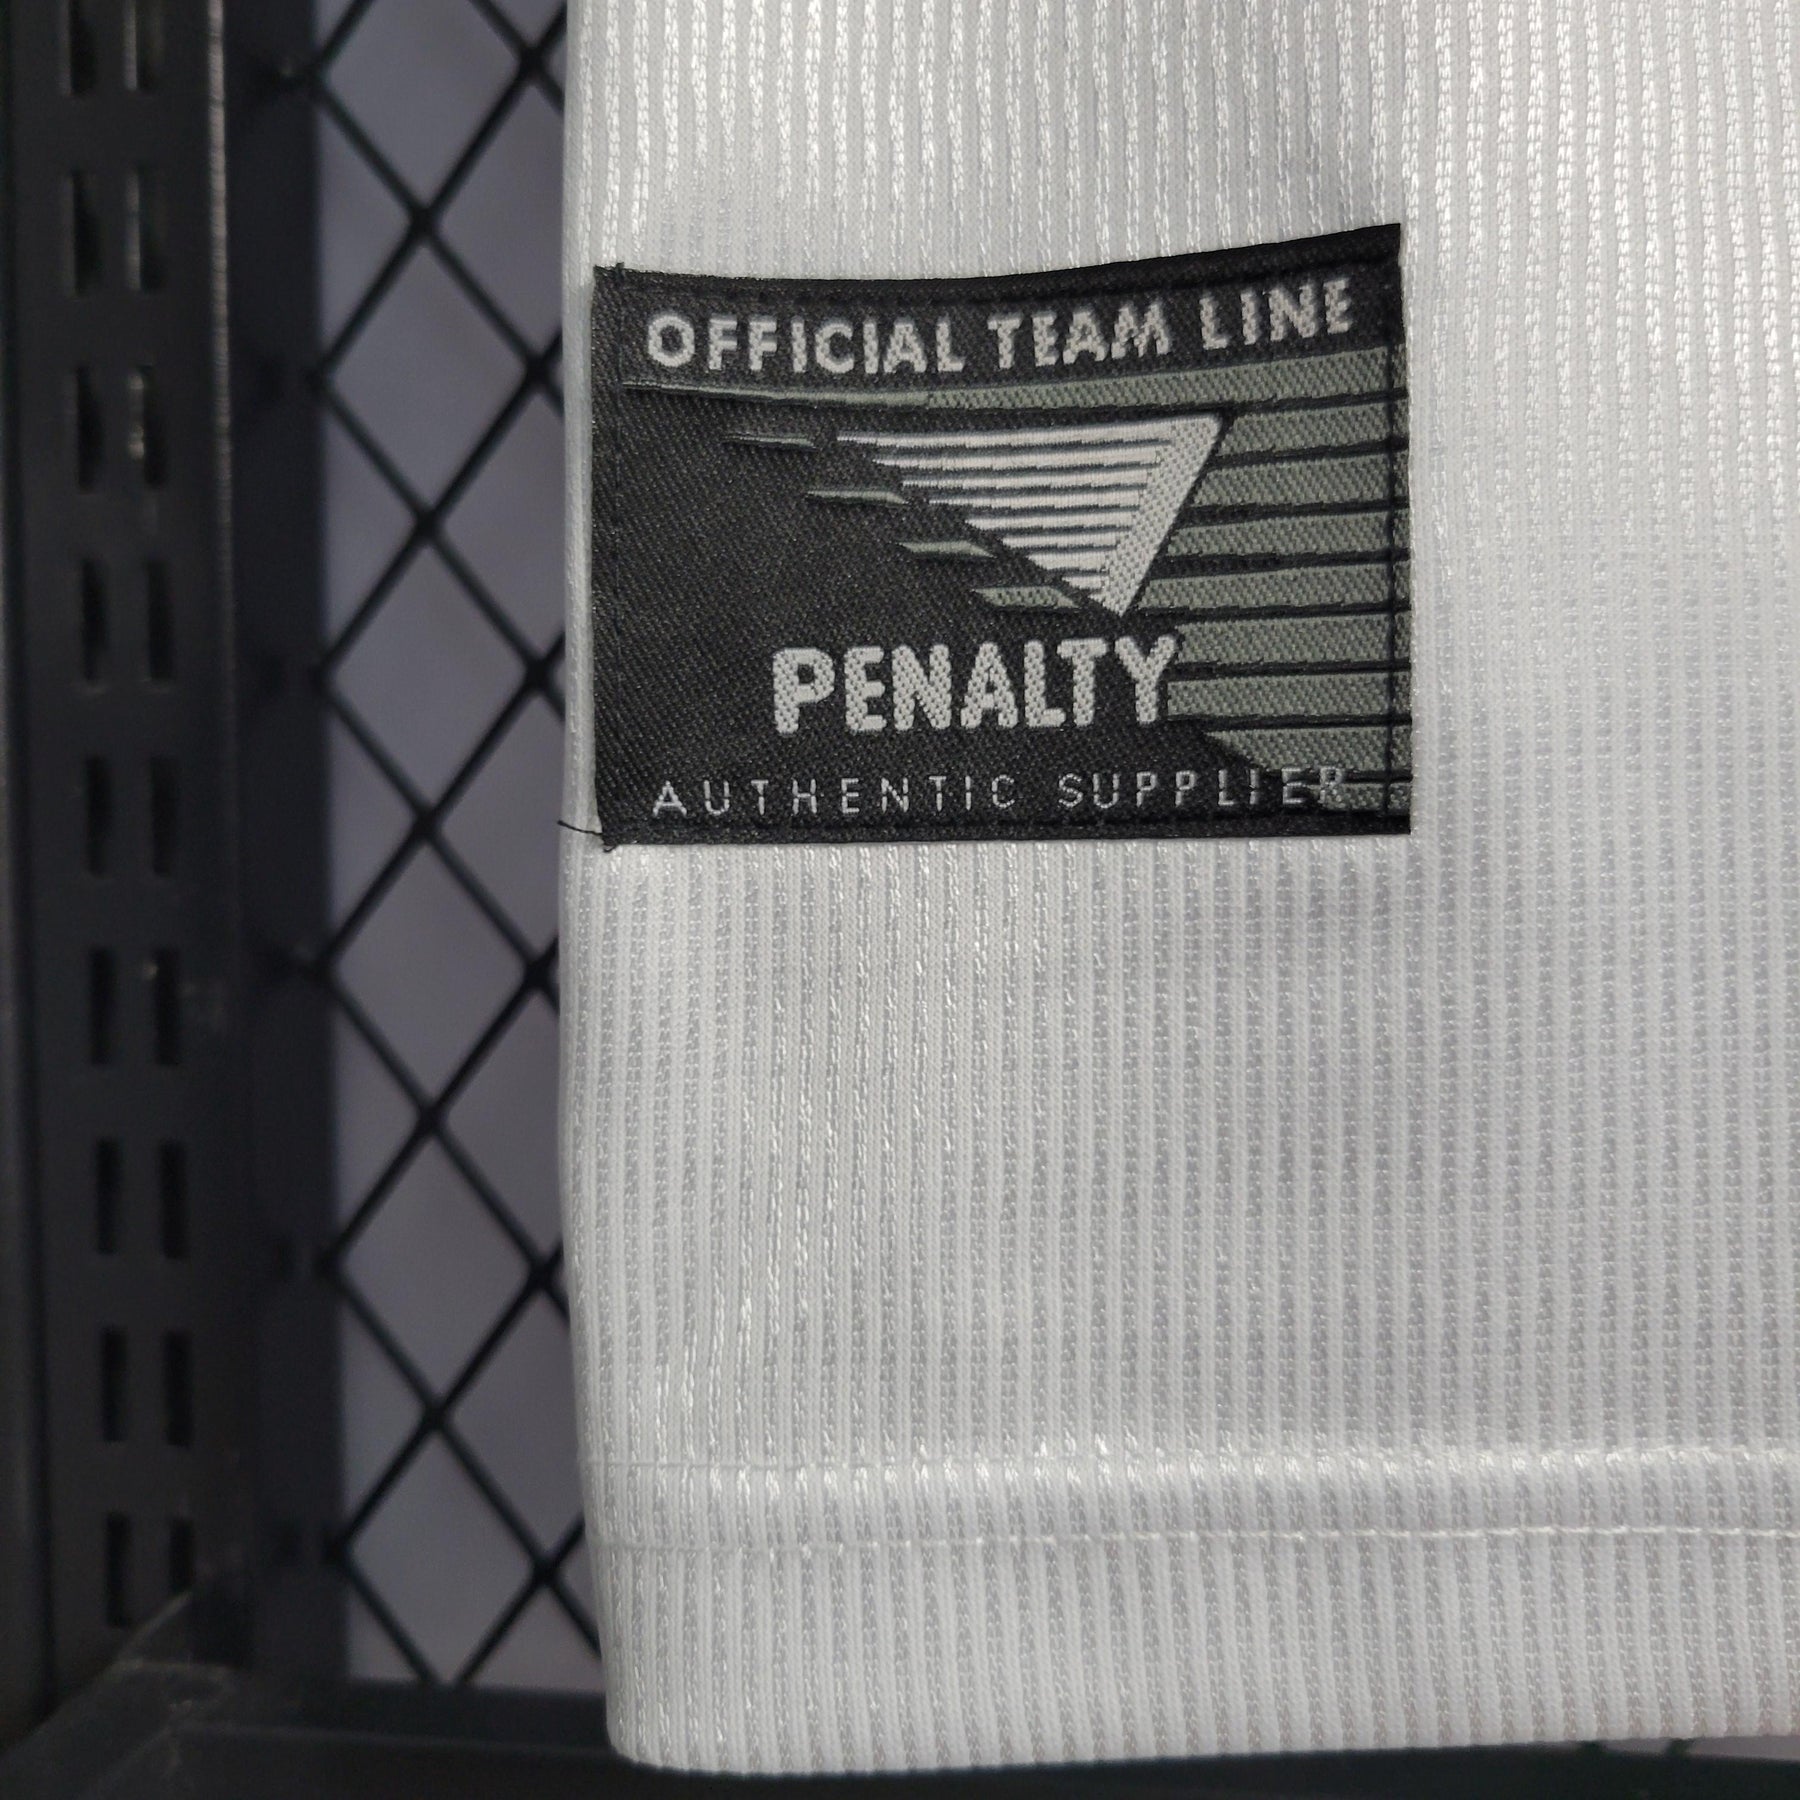 OFFICIAL TEAM LINE
PENALTY
AUTHENTIC SUPPLIER